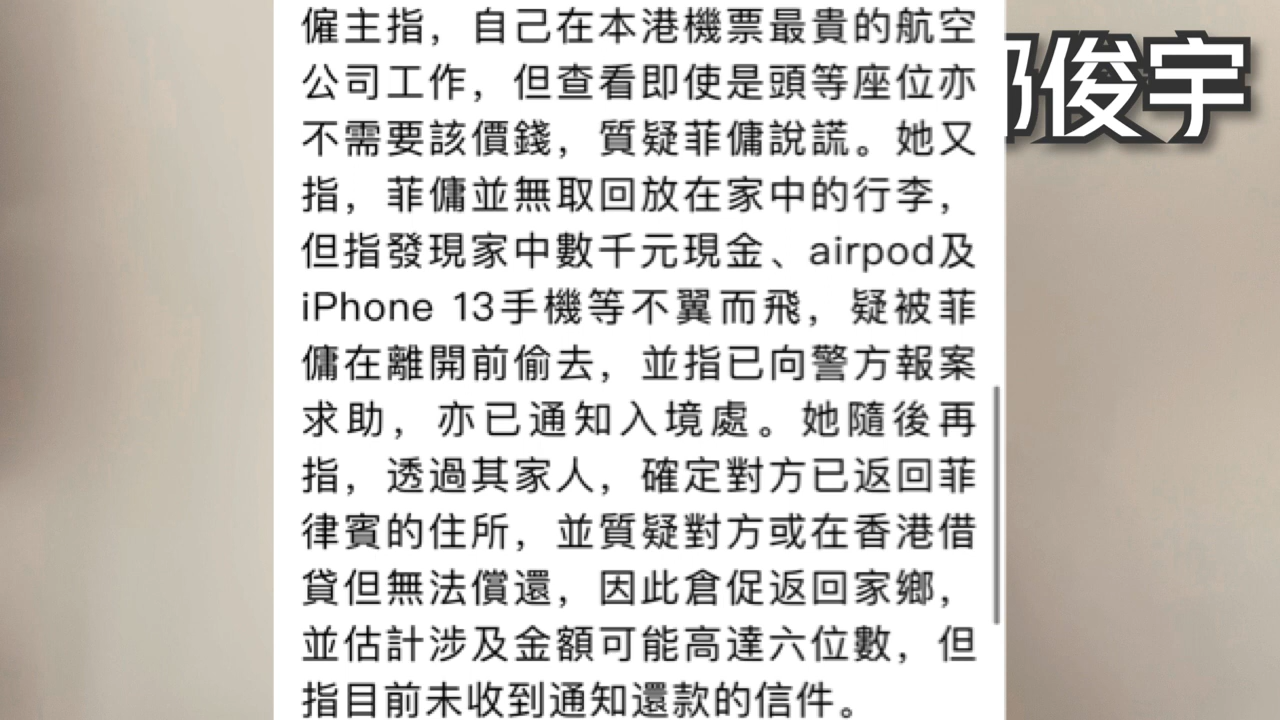 僱主指，自己在本港機票最貴的航空
公司工作，但查看即使是頭等座位亦
不需要該價錢，質疑菲傭說謊。她又
指，菲傭並無取回放在家中的行李，
但指發現家中數千元現金、airpod及
iPhone 13手機等不翼而飛，疑被菲
傭在離開前偷去，並指已向警方報案
求助，亦已通知入境處。她隨後再
指，透過其家人，確定對方已返回菲
律賓的住所，並質疑對方或在香港借
貸但無法償還，因此倉促返回家鄉，
並估計涉及金額可能高達六位數，但
指目前未收到通知還款的信件。
俊宇